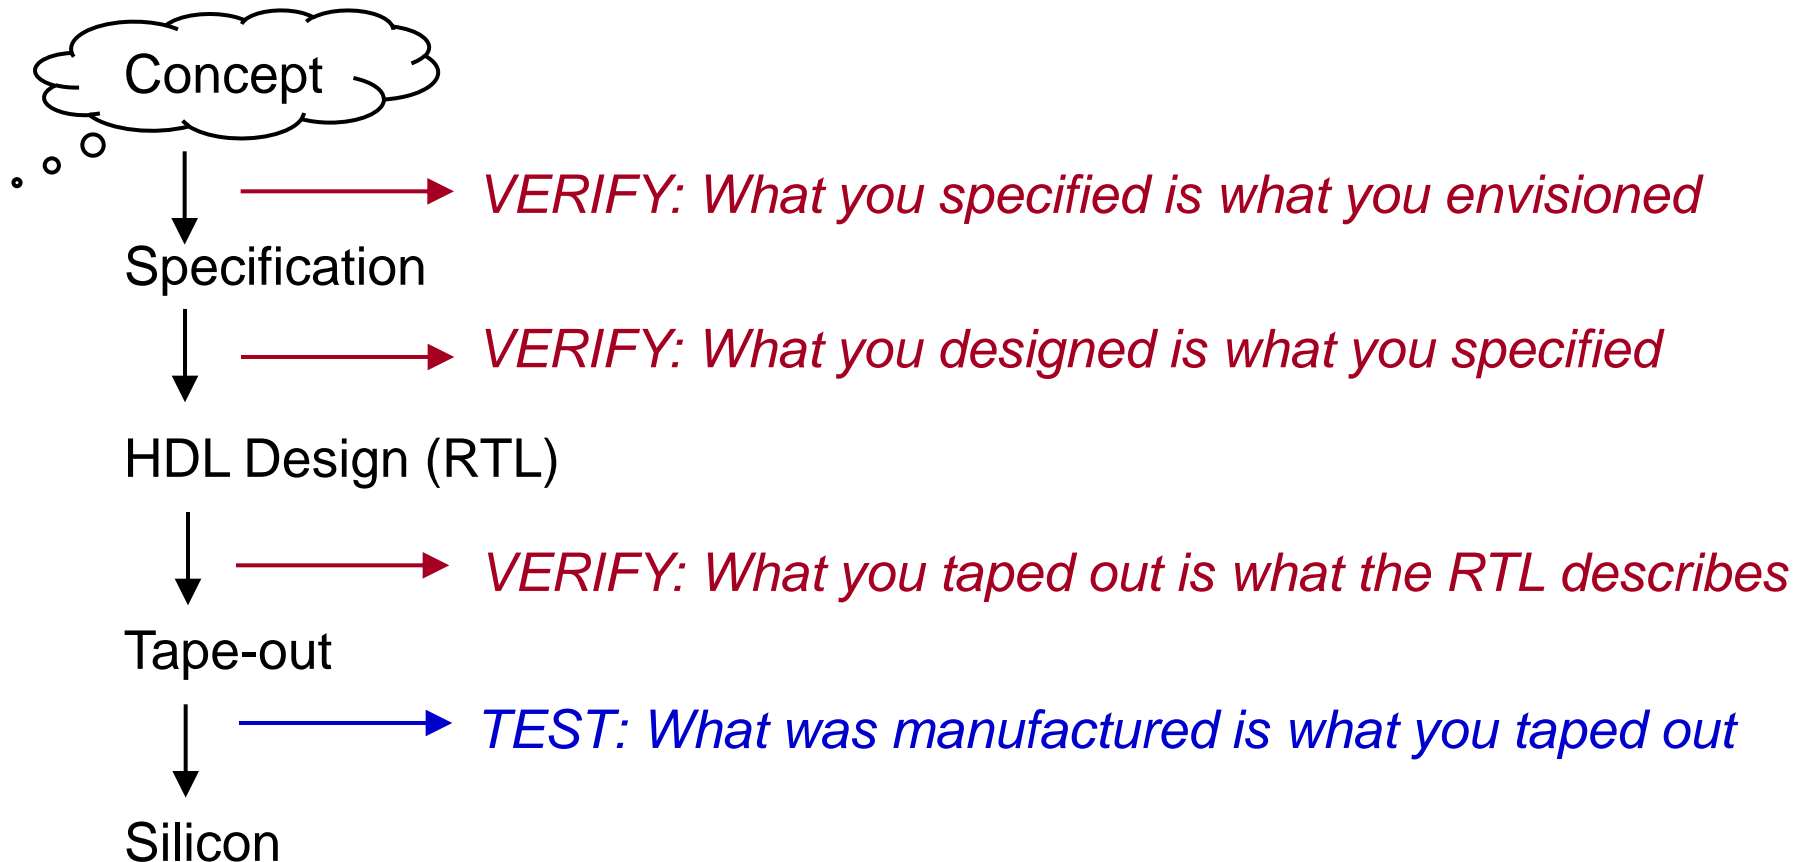 Concept
VERIFY: What you specified is what you envisioned
Specification
VERIFY: What you designed is what you specified
HDL Design (RTL)
VERIFY: What you taped out is what the RTL describes
Tape-out
TEST: What was manufactured is what you taped out
Silicon